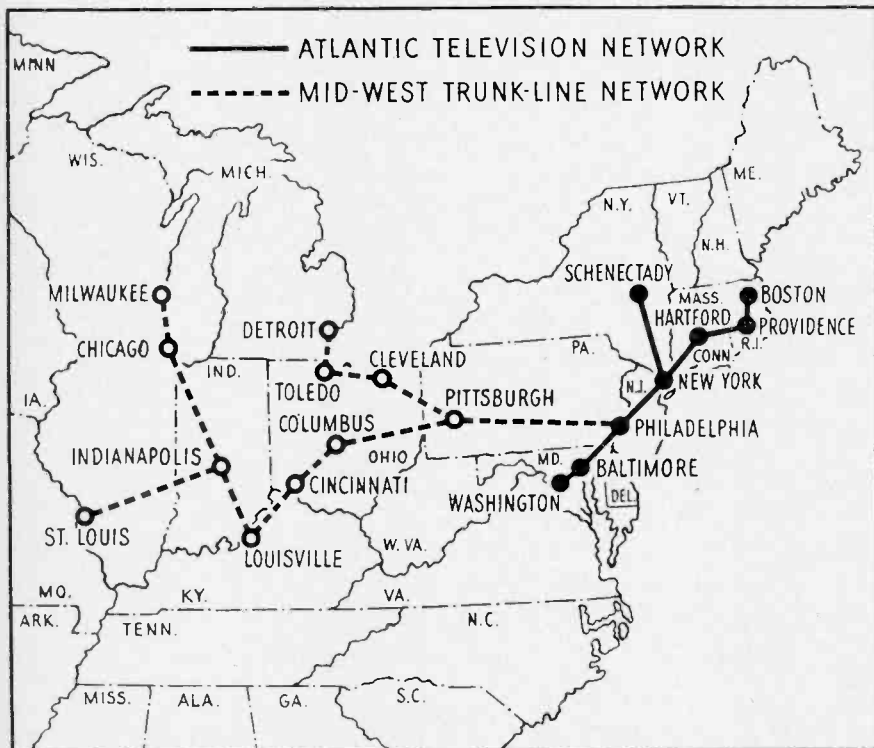 ATLANTIC TELEVISION NETWORK
MID-WEST TRUNK-LINE NETWORK
MINN
WIS.
MICH.
ME.
N.Y.
VT.
N.H.
SCHENECTADY
MASS.
BOSTON
MILWAUKEE
HARTFORD
PROVIDENCE
R.I.
CONN.
DETROIT
CHICAGO
CLEVELAND
PA.
IND.
TOLEDO
N.J.
NEW YORK
IA.
PITTSBURGH
COLUMBUS
PHILADELPHIA
INDIANAPOLIS
OHIO
MD.
BALTIMORE
CINCINNATI
WASHINGTON
DEL.
ST. LOUIS
LOUISVILLE
W.VA.
MO.
KY.
VA.
ARK.
TENN.
N.C.
MISS.
ALA.
GA.
S.C.